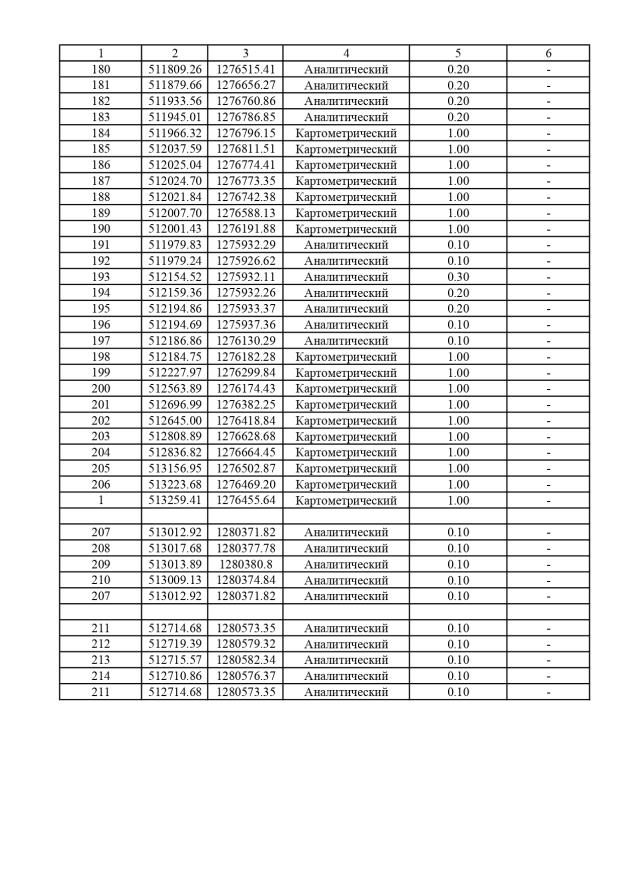 1 2 3 4 5 6
180 511809.26 1276515.41 Аналитический 0.20 -
181 511879.66 1276656.27 Аналитический 0.20 -
182 511933.56 1276760.86 Аналитический 0.20 -
183 511945.01 1276786.85 Аналитический 0.20 -
184 511966.32 1276796.15 Картометрический 1.00 -
185 512037.59 1276811.51 Картометрический 1.00 -
186 512025.04 1276774.41 Картометрический 1.00 -
187 512024.70 1276773.35 Картометрический 1.00 -
188 512021.84 1276742.38 Картометрический 1.00 -
189 512007.70 1276588.13 Картометрический 1.00 -
190 512001.43 1276191.88 Картометрический 1.00 -
191 511979.83 1275932.29 Аналитический 0.10 -
192 511979.24 1275926.62 Аналитический 0.10 -
193 512154.52 1275932.11 Аналитический 0.30 -
194 512159.36 1275932.26 Аналитический 0.20 -
195 512194.86 1275933.37 Аналитический 0.20 -
196 512194.69 1275937.36 Аналитический 0.10 -
197 512186.86 1276130.29 Аналитический 0.10 -
198 512184.75 1276182.28 Картометрический 1.00 -
199 512227.97 1276299.84 Картометрический 1.00 -
200 512563.89 1276174.43 Картометрический 1.00 -
201 512696.99 1276382.25 Картометрический 1.00 -
202 512645.00 1276418.84 Картометрический 1.00 -
203 512808.89 1276628.68 Картометрический 1.00 -
204 512836.82 1276664.45 Картометрический 1.00 -
205 513156.95 1276502.87 Картометрический 1.00 -
206 513223.68 1276469.20 Картометрический 1.00 -
1 513259.41 1276455.64 Картометрический 1.00 -
207 513012.92 1280371.82 Аналитический 0.10 -
208 513017.68 1280377.78 Аналитический 0.10 -
209 513013.89 1280380.8 Аналитический 0.10 -
210 513009.13 1280374.84 Аналитический 0.10 -
207 513012.92 1280371.82 Аналитический 0.10 -
211 512714.68 1280573.35 Аналитический 0.10 -
212 512719.39 1280579.32 Аналитический 0.10 -
213 512715.57 1280582.34 Аналитический 0.10 -
214 512710.86 1280576.37 Аналитический 0.10 -
211 512714.68 1280573.35 Аналитический 0.10 -